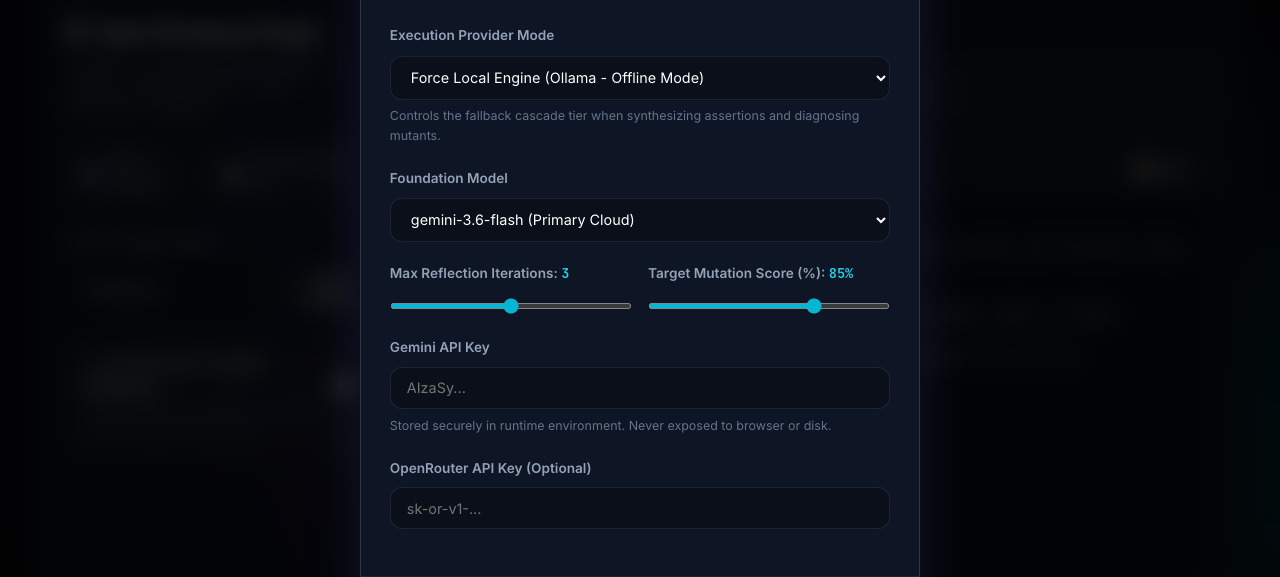 Execution Provider Mode
Force Local Engine (Ollama - Offline Mode)
Controls the fallback cascade tier when synthesizing assertions and diagnosing
mutants.
Foundation Model
gemini-3.6-flash (Primary Cloud)
Max Reflection Iterations: 3
Target Mutation Score (%): 85%
Gemini API Key
AIzaSy...
Stored securely in runtime environment. Never exposed to browser or disk.
OpenRouter API Key (Optional)
sk-or-v1-...